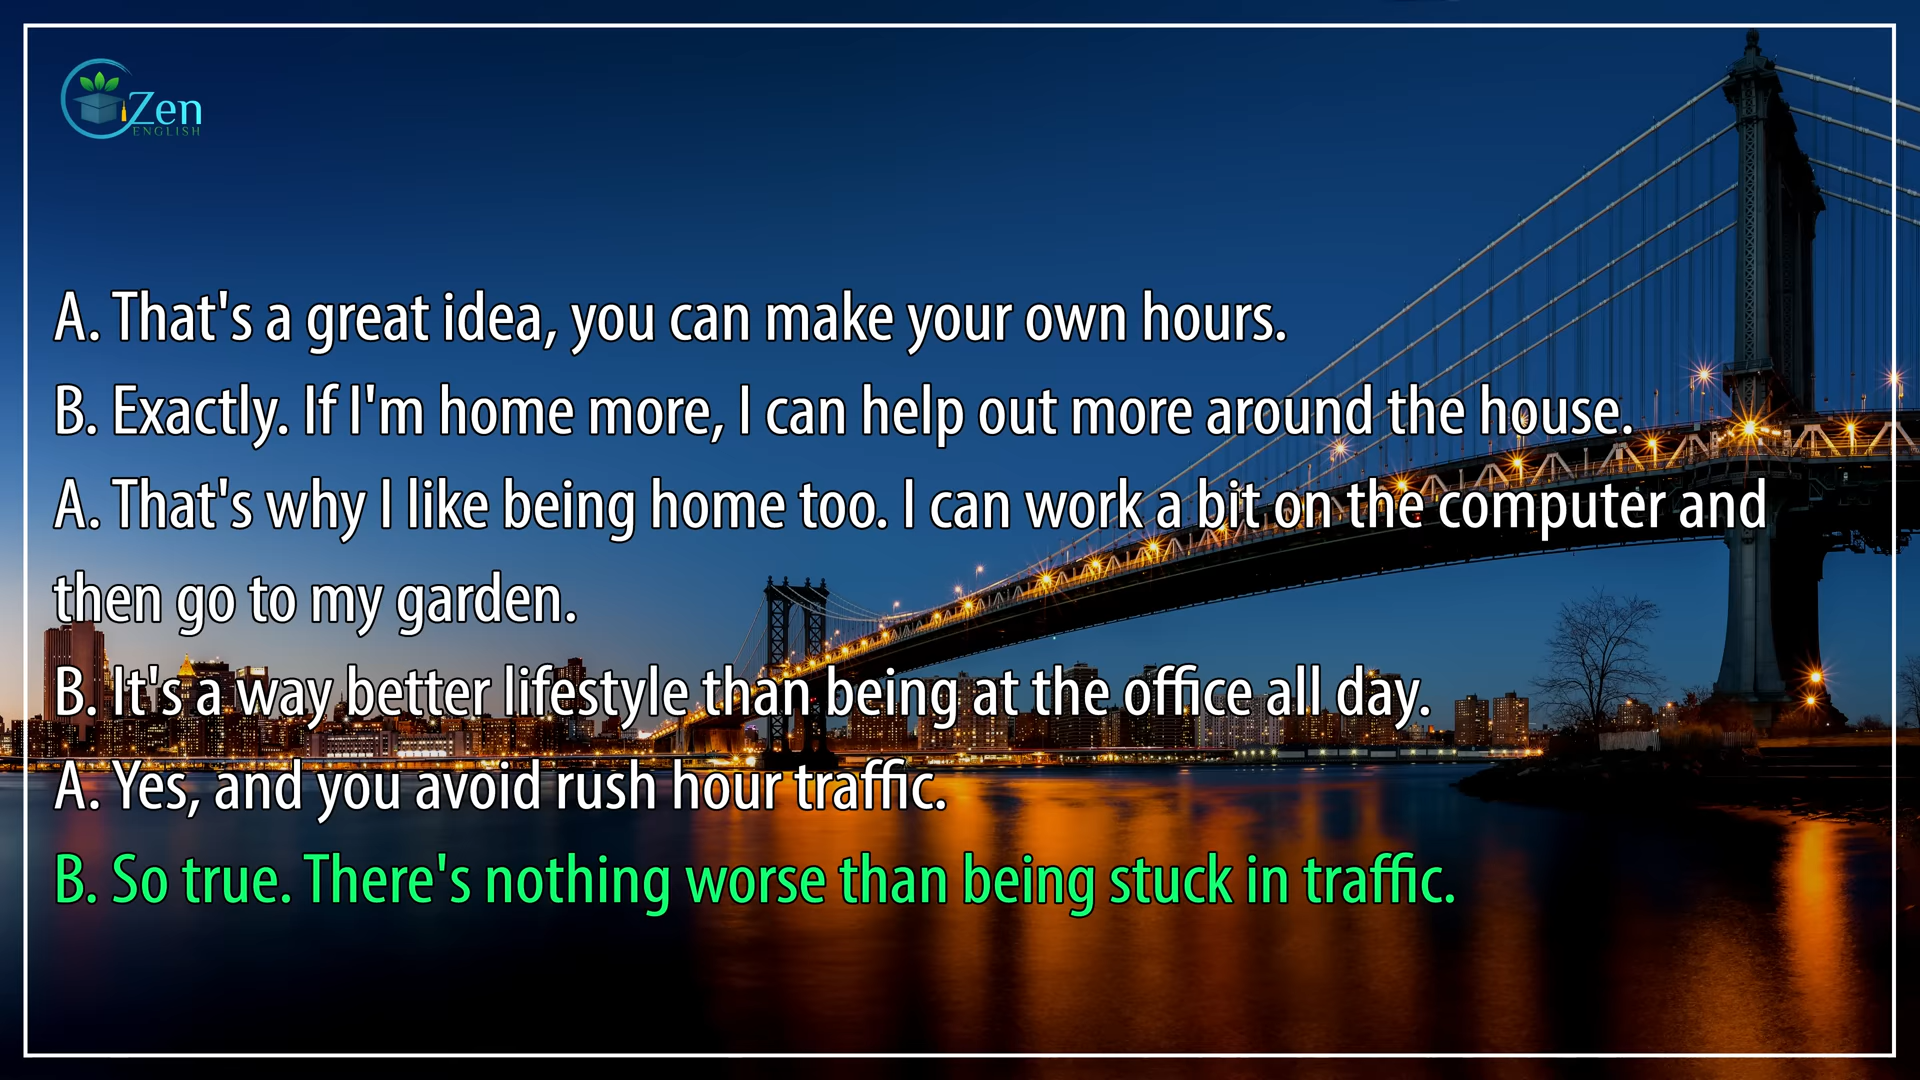 Zen
ENGLISH
A. That's a great idea, you can make your own hours.
B. Exactly. If I'm home more, I can help out more around the house.
A. That's why I like being home too. I can work a bit on the computer and
then go to my garden.
B. It's a way better lifestyle than being at the office all day.
A. Yes, and you avoid rush hour traffic.
B. So true. There's nothing worse than being stuck in traffic.